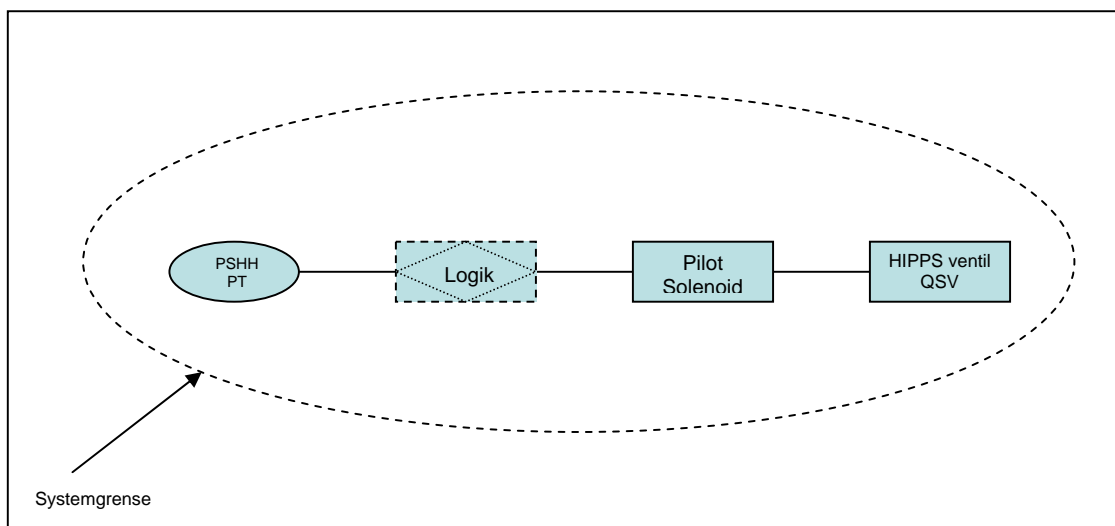 PSHH
PT
Logik
Pilot
Solenoid
HIPPS ventil
QSV
Systemgrense